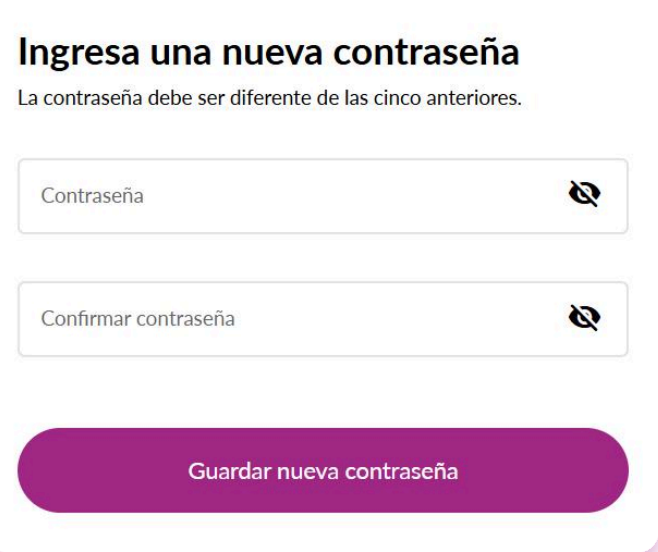 Ingresa una nueva contraseña
La contraseña debe ser diferente de las cinco anteriores.
Contraseña
Confirmar contraseña
Guardar nueva contraseña